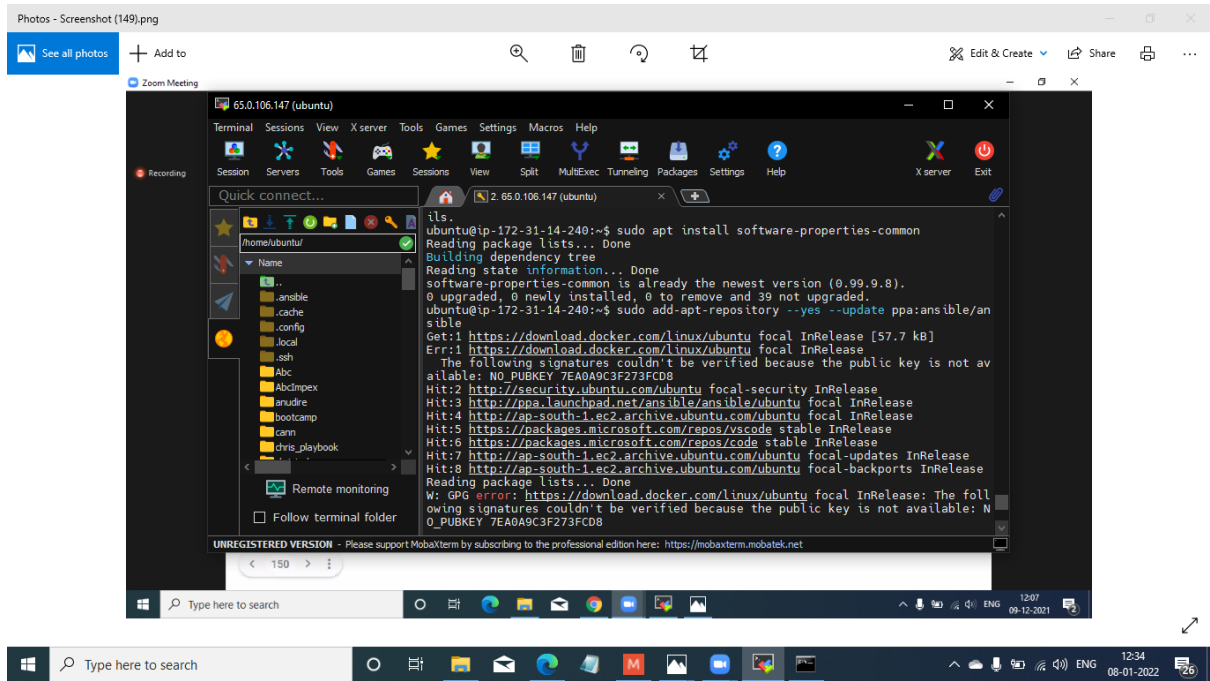 Photos - Screenshot (149).png
See all photos
Add to
Edit & Create
Share
Zoom Meeting
65.0.106.147 (ubuntu)
Terminal Sessions View X server Tools Games Settings Macros Help
Recording
Session Servers Tools Games Sessions View Split MultiExec Tunneling Packages Settings Help X server Exit
Quick connect...
2. 65.0.106.147 (ubuntu)
/home/ubuntu/
Name
..
.ansible
.cache
.config
.local
.ssh
Abc
AbcImpex
anudire
bootcamp
cann
chris_playbook
Remote monitoring
Follow terminal folder
ils.
ubuntu@ip-172-31-14-240:~$ sudo apt install software-properties-common
Reading package lists... Done
Building dependency tree
Reading state information... Done
software-properties-common is already the newest version (0.99.9.8).
0 upgraded, 0 newly installed, 0 to remove and 39 not upgraded.
ubuntu@ip-172-31-14-240:~$ sudo add-apt-repository --yes --update ppa:ansible/an
sible
Get:1 https://download.docker.com/linux/ubuntu focal InRelease [57.7 kB]
Err:1 https://download.docker.com/linux/ubuntu focal InRelease
The following signatures couldn't be verified because the public key is not av
ailable: NO_PUBKEY 7EA0A9C3F273FCD8
Hit:2 http://security.ubuntu.com/ubuntu focal-security InRelease
Hit:3 http://ppa.launchpad.net/ansible/ansible/ubuntu focal InRelease
Hit:4 http://ap-south-1.ec2.archive.ubuntu.com/ubuntu focal InRelease
Hit:5 https://packages.microsoft.com/repos/vscode stable InRelease
Hit:6 https://packages.microsoft.com/repos/code stable InRelease
Hit:7 http://ap-south-1.ec2.archive.ubuntu.com/ubuntu focal-updates InRelease
Hit:8 http://ap-south-1.ec2.archive.ubuntu.com/ubuntu focal-backports InRelease
Reading package lists... Done
W: GPG error: https://download.docker.com/linux/ubuntu focal InRelease: The foll
owing signatures couldn't be verified because the public key is not available: N
O_PUBKEY 7EA0A9C3F273FCD8
UNREGISTERED VERSION - Please support MobaXterm by subscribing to the professional edition here: https://mobaxterm.mobatek.net
150
Type here to search
ENG
12:07
09-12-2021
2
Type here to search
M
ENG
12:34
08-01-2022
26